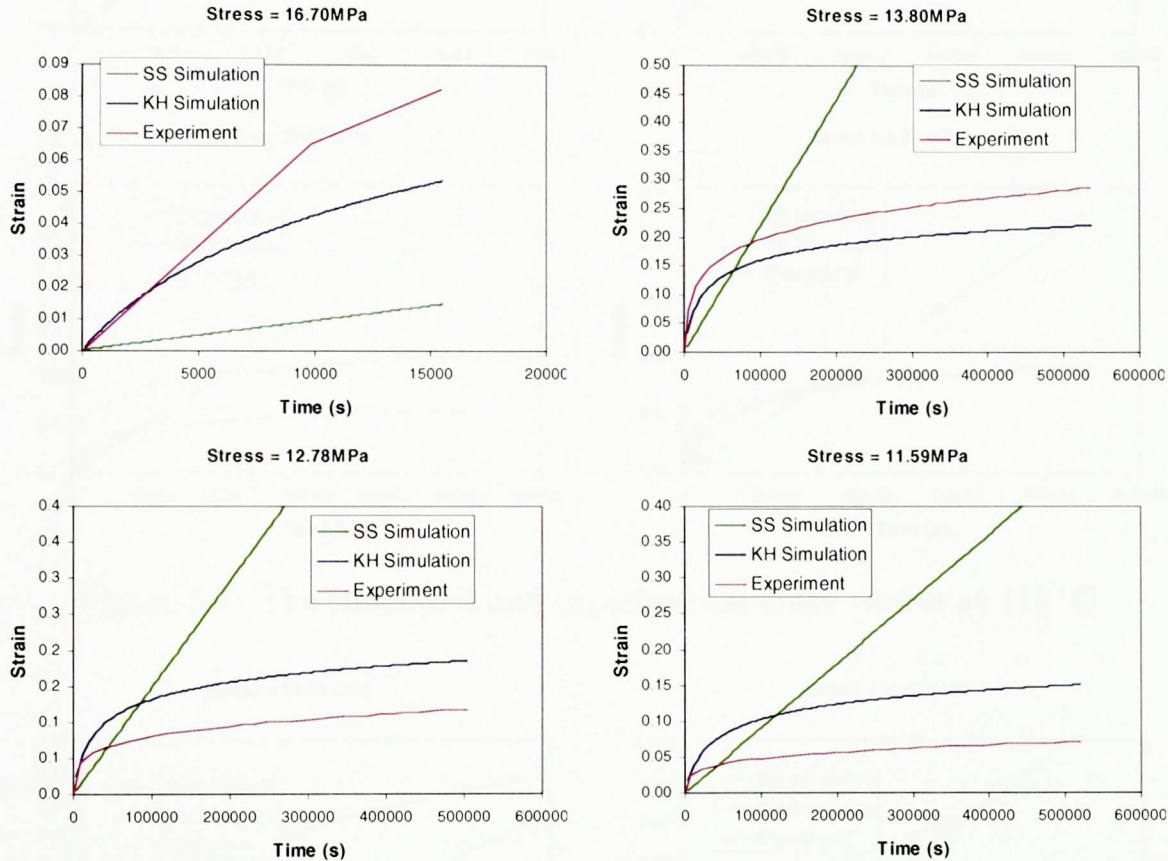 Stress = 16.70MPa
0.09
0.08
0.07
0.06
0.05
0.04
0.03
0.02
0.01
0.00
Strain
SS Simulation
KH Simulation
Experiment
0 5000 10000 15000 20000
Time (s)
Stress = 13.80MPa
0.50
0.45
0.40
0.35
0.30
0.25
0.20
0.15
0.10
0.05
0.00
Strain
SS Simulation
KH Simulation
Experiment
0 100000 200000 300000 400000 500000 600000
Time (s)
Stress = 12.78MPa
0.4
0.4
0.3
0.3
0.2
0.2
0.1
0.1
0.0
Strain
SS Simulation
KH Simulation
Experiment
0 100000 200000 300000 400000 500000 600000
Time (s)
Stress = 11.59MPa
0.40
0.35
0.30
0.25
0.20
0.15
0.10
0.05
0.00
Strain
SS Simulation
KH Simulation
Experiment
0 100000 200000 300000 400000 500000 600000
Time (s)